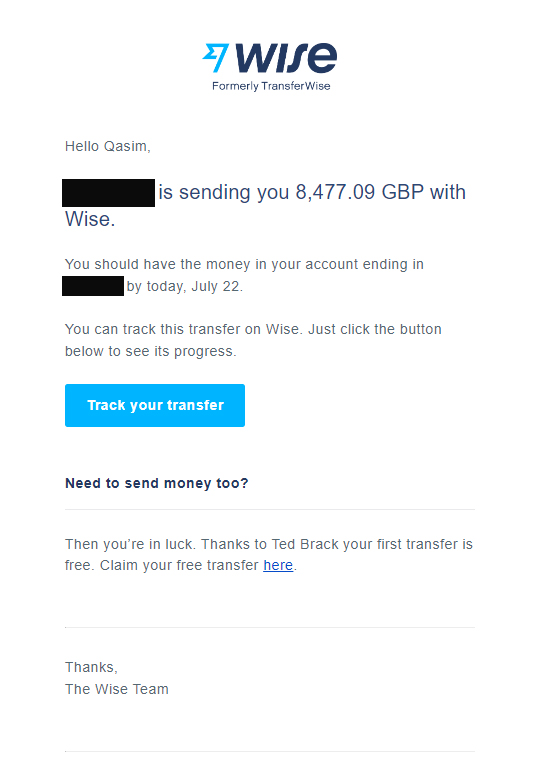 wise
Formerly TransferWise
Hello Qasim,
is sending you 8,477.09 GBP with
Wise.
You should have the money in your account ending in
by today, July 22.
You can track this transfer on Wise. Just click the button
below to see its progress.
Track your transfer
Need to send money too?
Then you’re in luck. Thanks to Ted Brack your first transfer is
free. Claim your free transfer here.
Thanks,
The Wise Team